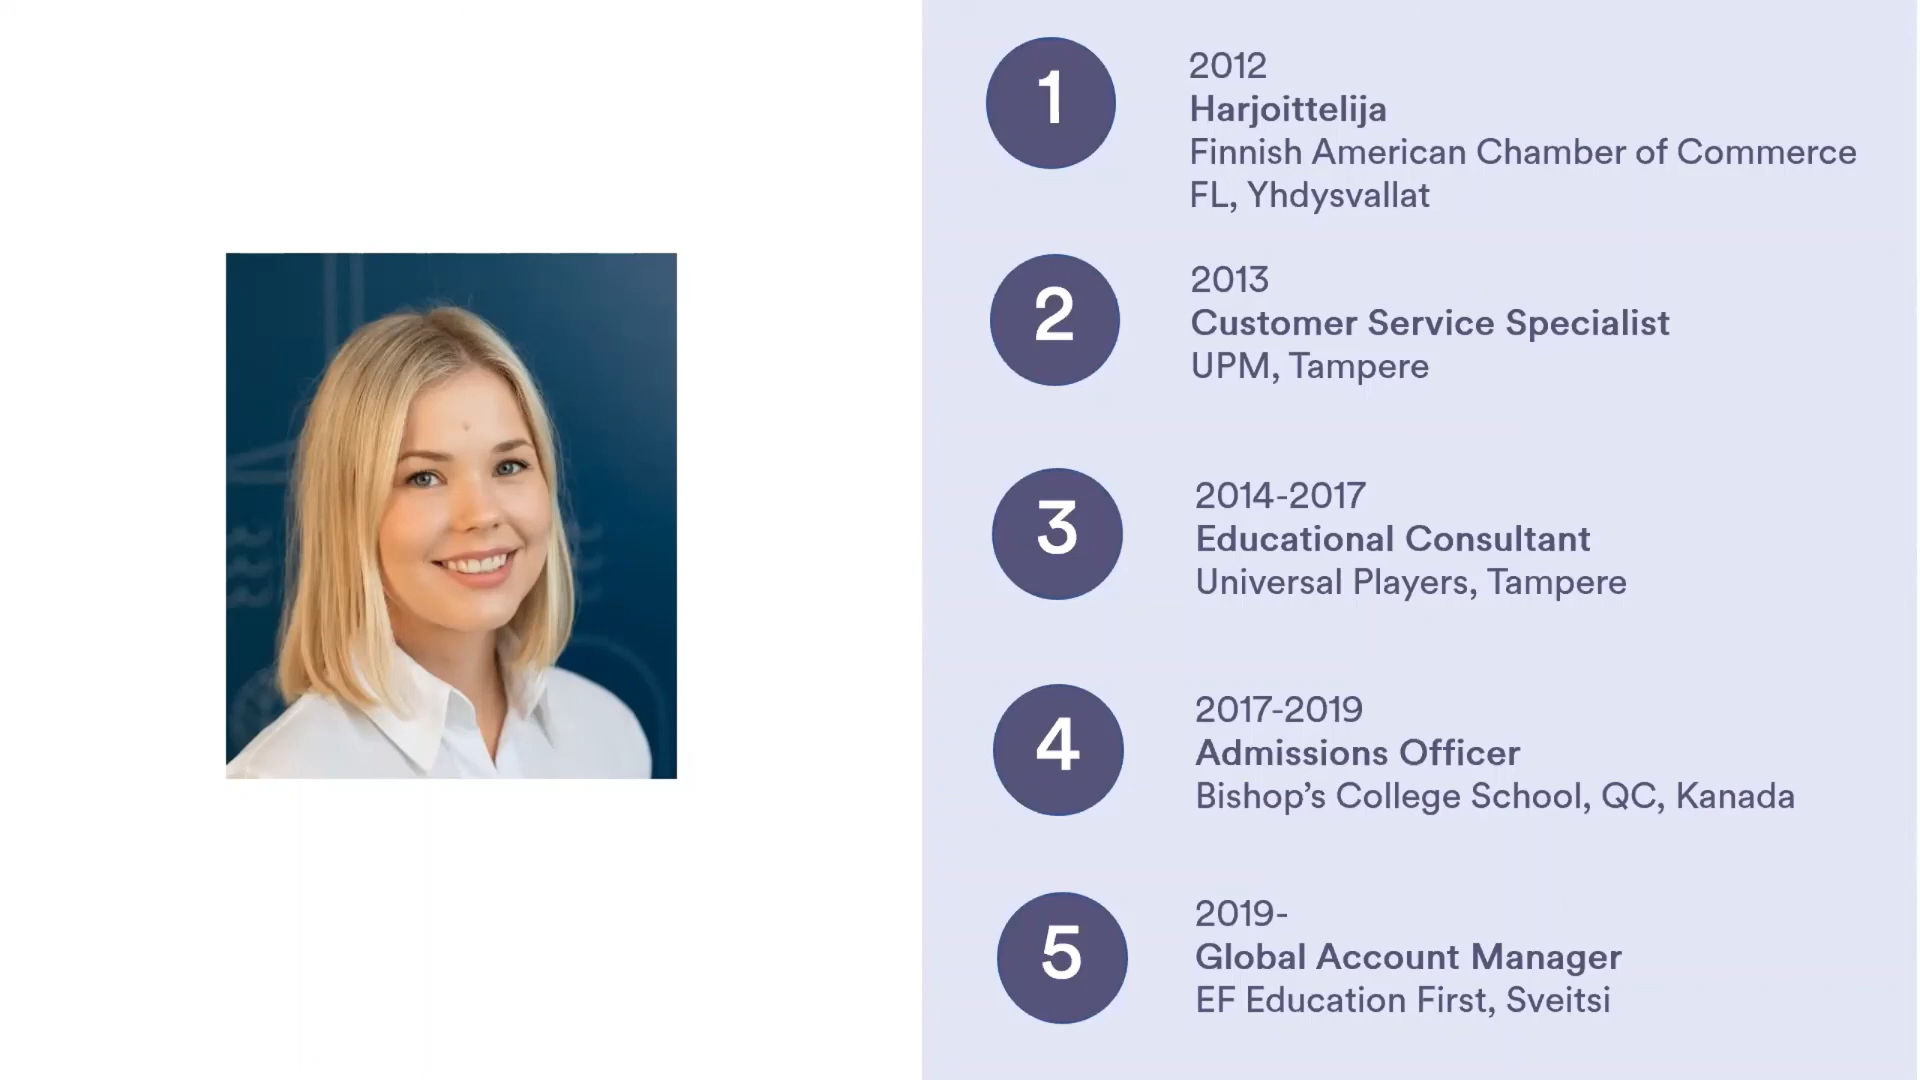 1
2012
Harjoittelija
Finnish American Chamber of Commerce
FL, Yhdysvallat
2
2013
Customer Service Specialist
UPM, Tampere
3
2014-2017
Educational Consultant
Universal Players, Tampere
4
2017-2019
Admissions Officer
Bishop’s College School, QC, Kanada
5
2019-
Global Account Manager
EF Education First, Sveitsi